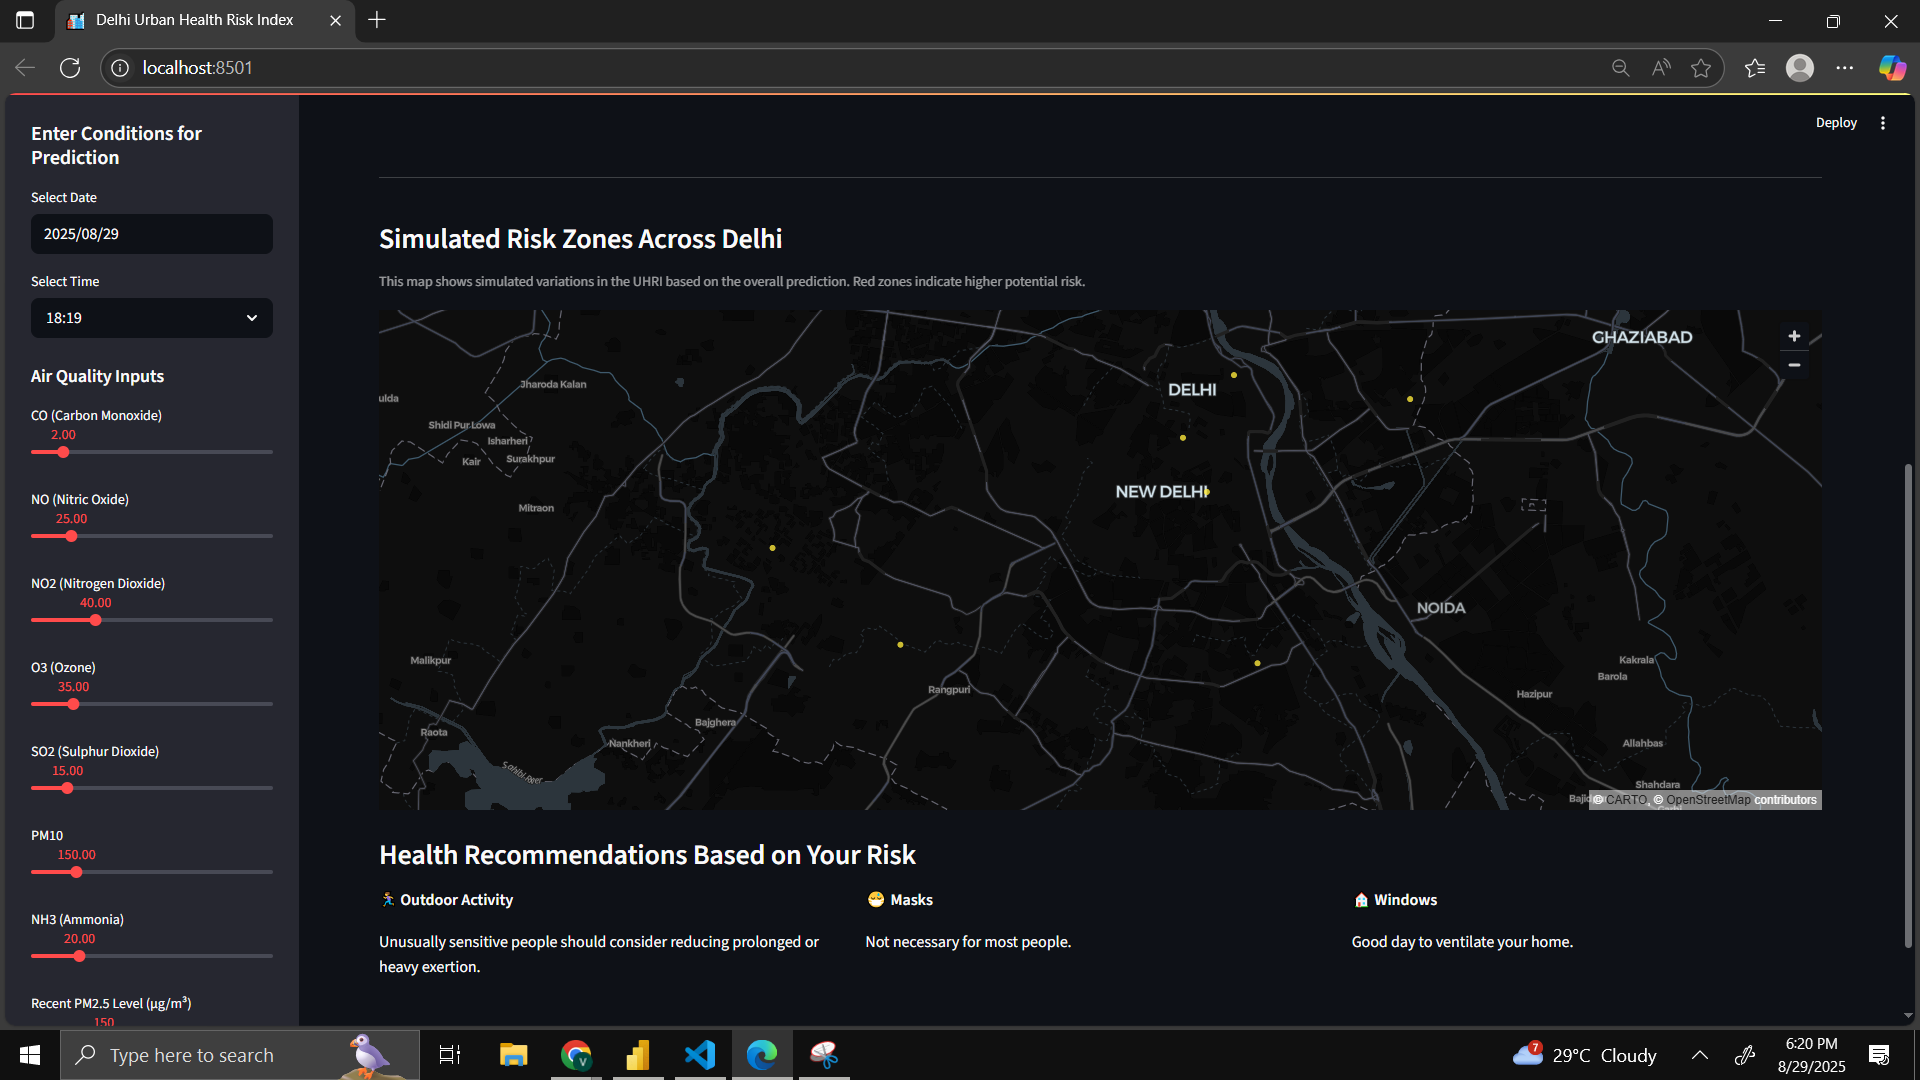 Delhi Urban Health Risk Index
localhost:8501
Deploy
Enter Conditions for
Prediction
Select Date
2025/08/29
Select Time
18:19
Air Quality Inputs
CO (Carbon Monoxide)
2.00
NO (Nitric Oxide)
25.00
NO2 (Nitrogen Dioxide)
40.00
O3 (Ozone)
35.00
SO2 (Sulphur Dioxide)
15.00
PM10
150.00
NH3 (Ammonia)
20.00
Recent PM2.5 Level (µg/m³)
150
Simulated Risk Zones Across Delhi
This map shows simulated variations in the UHRI based on the overall prediction. Red zones indicate higher potential risk.
GHAZIABAD
Jharoda Kalan
DELHI
ulda
Shidi Pur Lowa
Isharheri
Kair
Surakhpur
NEW DELHI
Mitraon
NOIDA
Malikpur
Kakrala
Barola
Rangpuri
Hazipur
Bajghera
Raota
Nankheri
Allahbas
Sahibi River
Shahdara
© CARTO, © OpenStreetMap contributors
Health Recommendations Based on Your Risk
Outdoor Activity
Unusually sensitive people should consider reducing prolonged or
heavy exertion.
Masks
Not necessary for most people.
Windows
Good day to ventilate your home.
Type here to search
7
29°C Cloudy
6:20 PM
8/29/2025